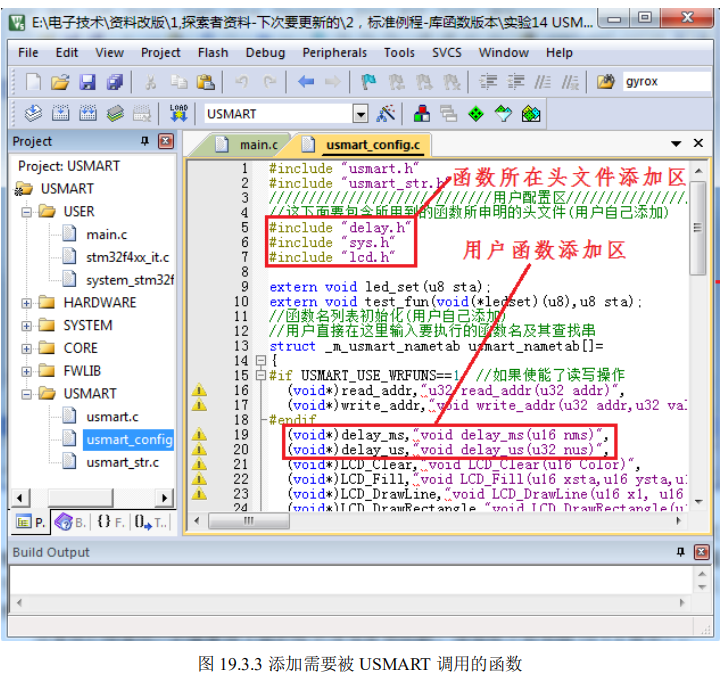 E:\电子技术\资料改版\1,探索者资料-下次要更新的\2，标准例程-库函数版本\实验14 USM...
File Edit View Project Flash Debug Peripherals Tools SVCS Window Help
gyrox
LOAD
USMART
Project
main.c
usmart_config.c
Project: USMART
USMART
USER
main.c
stm32f4xx_it.c
system_stm32f
HARDWARE
SYSTEM
CORE
FWLIB
USMART
usmart.c
usmart_config
usmart_str.c
P.
B.
{} F.
T..
1 #include "usmart.h"
2 #include "usmart_str.h"
函数所在头文件添加区
3 ////////////////////////////用户配置区///////////////
4 //这下面要包含所用到的函数所申明的头文件(用户自己添加)
5 #include "delay.h"
6 #include "sys.h"
7 #include "lcd.h"
用户函数添加区
8
9 extern void led_set(u8 sta);
10 extern void test_fun(void(*ledset)(u8),u8 sta);
11 //函数名列表初始化(用户自己添加)
12 //用户直接在这里输入要执行的函数名及其查找串
13 struct _m_usmart_nametab usmart_nametab[]=
14 {
15 #if USMART_USE_WRFUNS==1 //如果使能了读写操作
16 (void*)read_addr,"u32 read_addr(u32 addr)",
17 (void*)write_addr,"void write_addr(u32 addr,u32 val
18 #endif
19 (void*)delay_ms,"void delay_ms(u16 nms)",
20 (void*)delay_us,"void delay_us(u32 nus)",
21 (void*)LCD_Clear,"void LCD_Clear(u16 Color)",
22 (void*)LCD_Fill,"void LCD_Fill(u16 xsta,u16 ysta,u1
23 (void*)LCD_DrawLine,"void LCD_DrawLine(u16 x1, u16
24 (void*)LCD_DrawRectangle,"void LCD_DrawRectangle(u1
Build Output
图 19.3.3 添加需要被 USMART 调用的函数